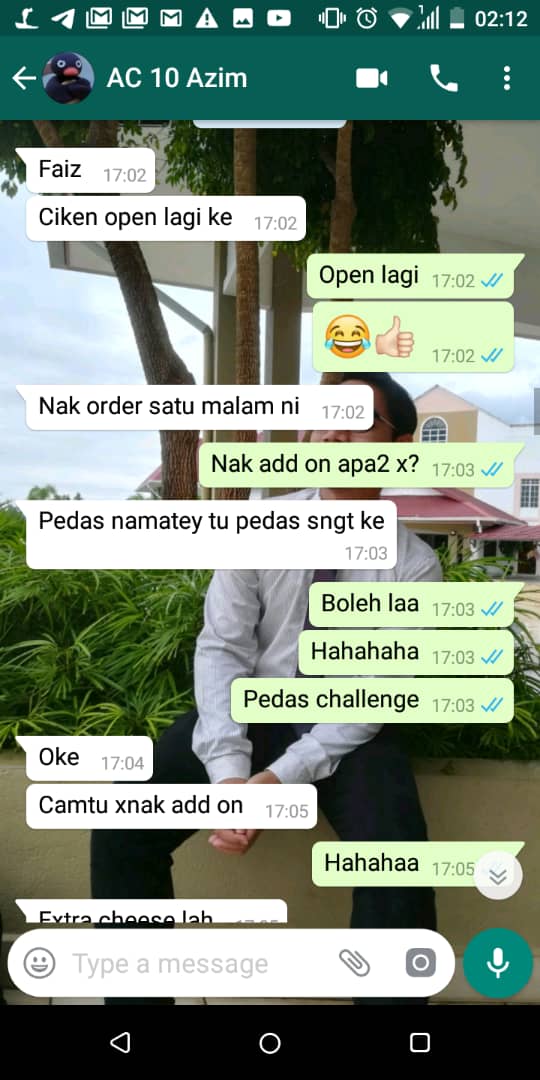 02:12
AC 10 Azim
Faiz 17:02
Ciken open lagi ke 17:02
Open lagi 17:02
😂👍🏻 17:02
Nak order satu malam ni 17:02
Nak add on apa2 x? 17:03
Pedas namatey tu pedas sngt ke
17:03
Boleh laa 17:03
Hahahaha 17:03
Pedas challenge 17:03
Oke 17:04
Camtu xnak add on 17:05
Hahahaa 17:05
Extra cheese lah 17:05
Type a message